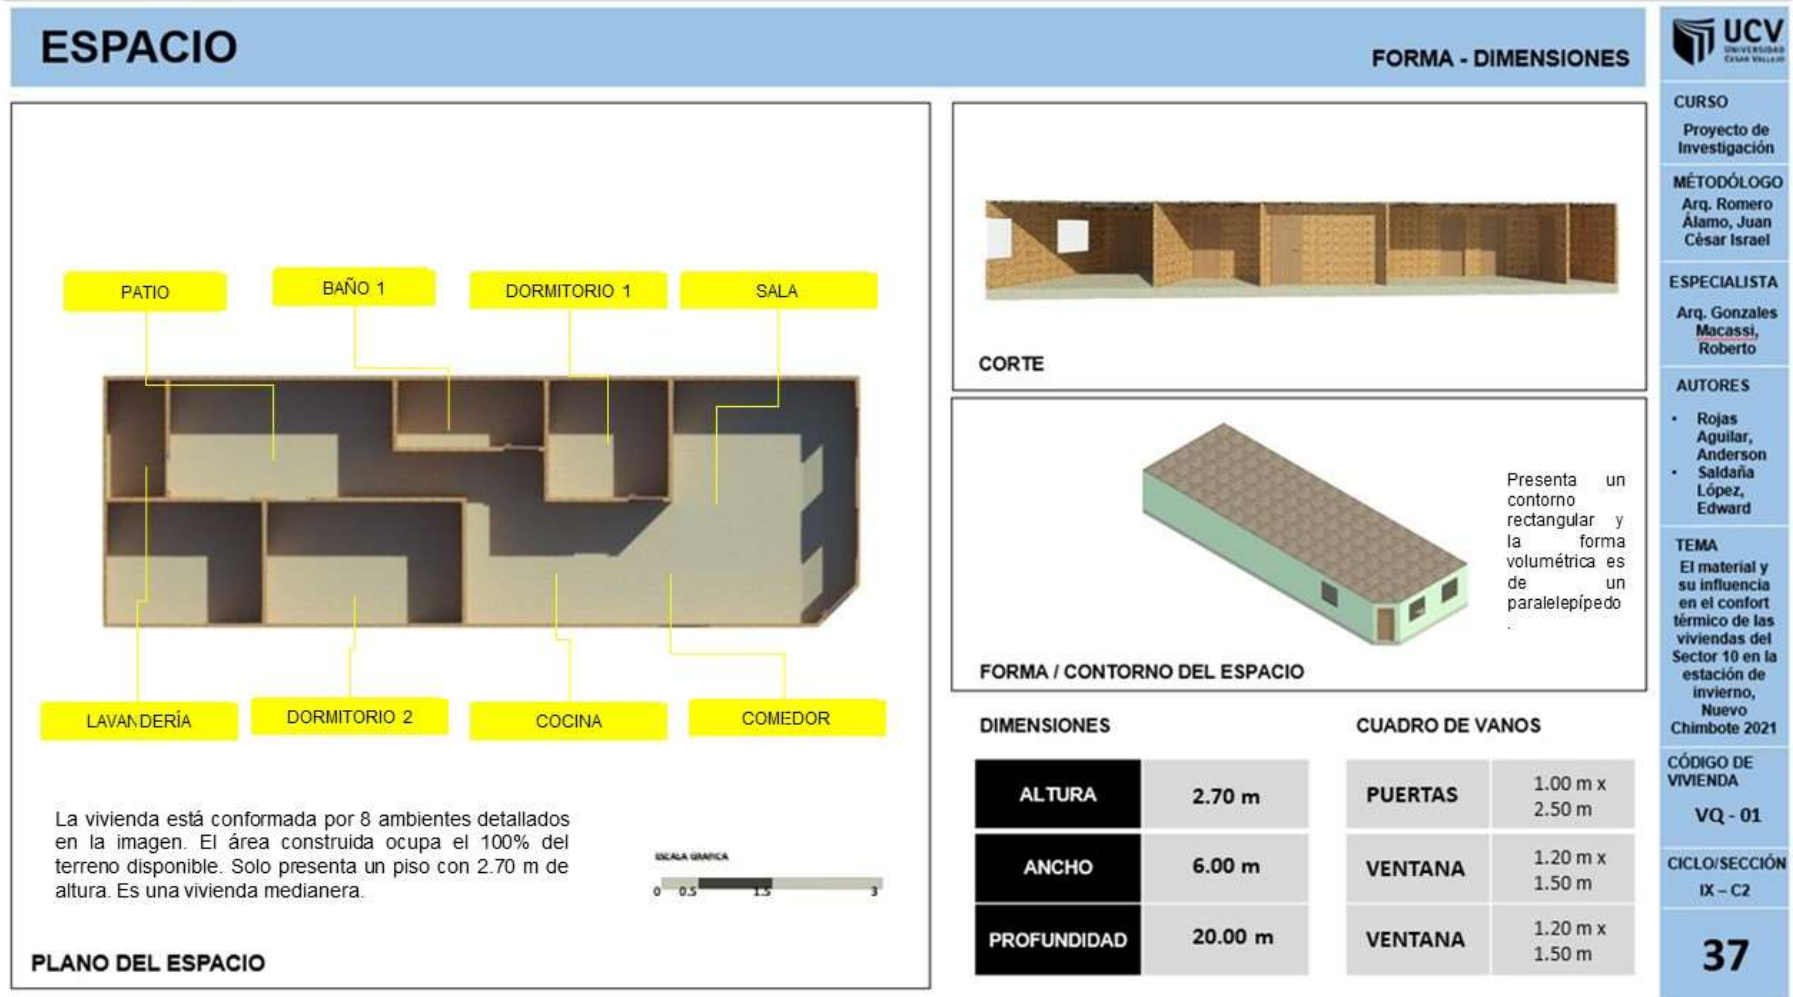 ESPACIO
FORMA - DIMENSIONES
PATIO
BAÑO 1
DORMITORIO 1
SALA
LAVANDERÍA
DORMITORIO 2
COCINA
COMEDOR
La vivienda está conformada por 8 ambientes detallados
en la imagen. El área construida ocupa el 100% del
terreno disponible. Solo presenta un piso con 2.70 m de
altura. Es una vivienda medianera.
ESCALA GRAFICA
0 0.5 1.5 3
PLANO DEL ESPACIO
CORTE
Presenta un
contorno
rectangular y
la forma
volumétrica es
de un
paralelepípedo
.
FORMA / CONTORNO DEL ESPACIO
DIMENSIONES
ALTURA 2.70 m
ANCHO 6.00 m
PROFUNDIDAD 20.00 m
CUADRO DE VANOS
PUERTAS
1.00 m x
2.50 m
VENTANA
1.20 m x
1.50 m
VENTANA
1.20 m x
1.50 m
UCV
UNIVERSIDAD
CESAR VALLEJO
CURSO
Proyecto de
Investigación
MÉTODÓLOGO
Arq. Romero
Álamo, Juan
César Israel
ESPECIALISTA
Arq. Gonzales
Macassi,
Roberto
AUTORES
• Rojas
Aguilar,
Anderson
• Saldaña
López,
Edward
TEMA
El material y
su influencia
en el confort
térmico de las
viviendas del
Sector 10 en la
estación de
invierno,
Nuevo
Chimbote 2021
CÓDIGO DE
VIVIENDA
VQ - 01
CICLO/SECCIÓN
IX – C2
37